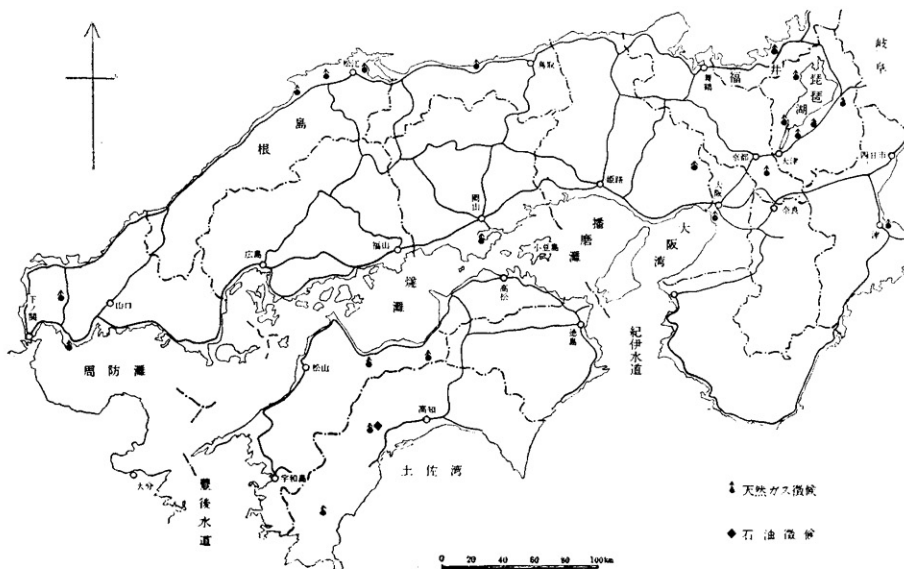 岐阜
松江
鳥取
舞鶴
福井
琵琶湖
島根
京都
大津
四日市
姫路
大阪
奈良
岡山
津
広島
福山
小豆島
播磨灘
大阪湾
燧灘
高松
下関
山口
徳島
紀伊水道
周防灘
松山
高知
土佐湾
大分
宇和島
豊後水道
天然ガス徴候
石油徴候
0 20 40 60 80 100km